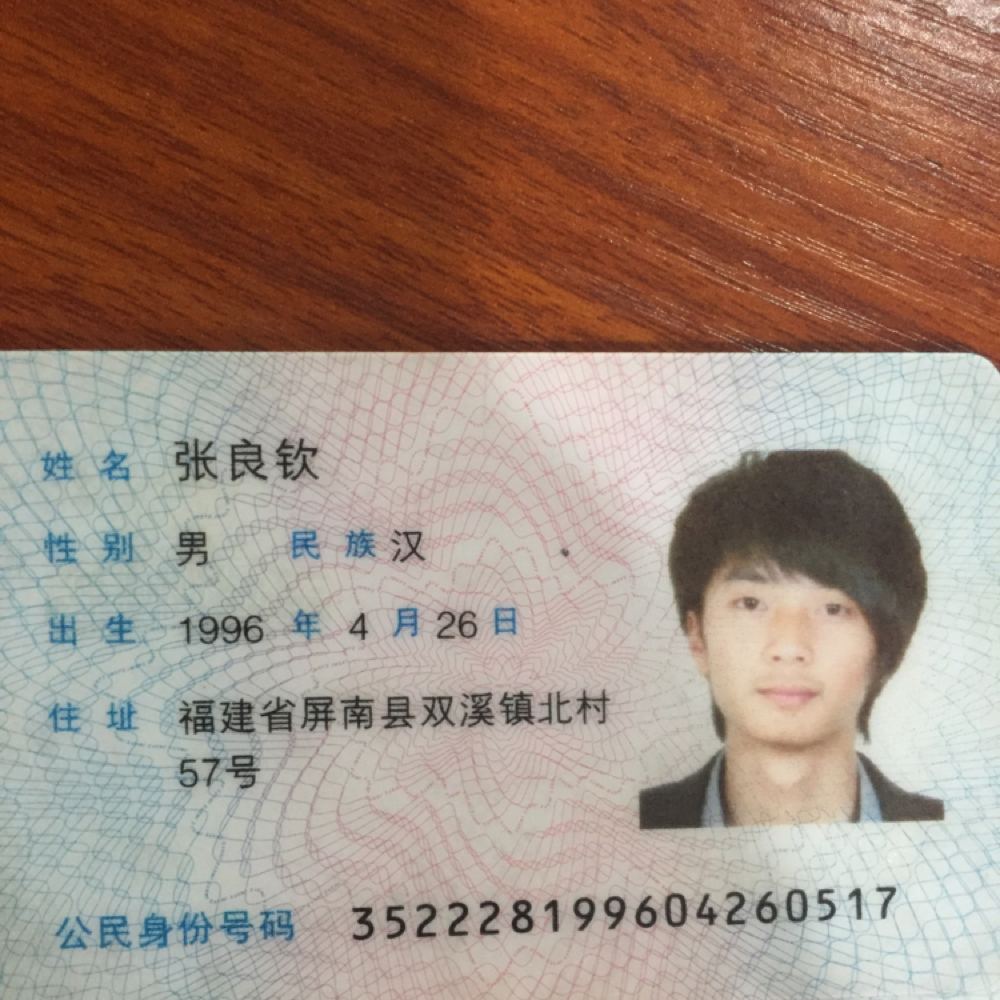 姓名 张良钦
性别 男 民族 汉
出生 1996 年 4 月 26 日
住址 福建省屏南县双溪镇北村
57号
公民身份号码 352228199604260517